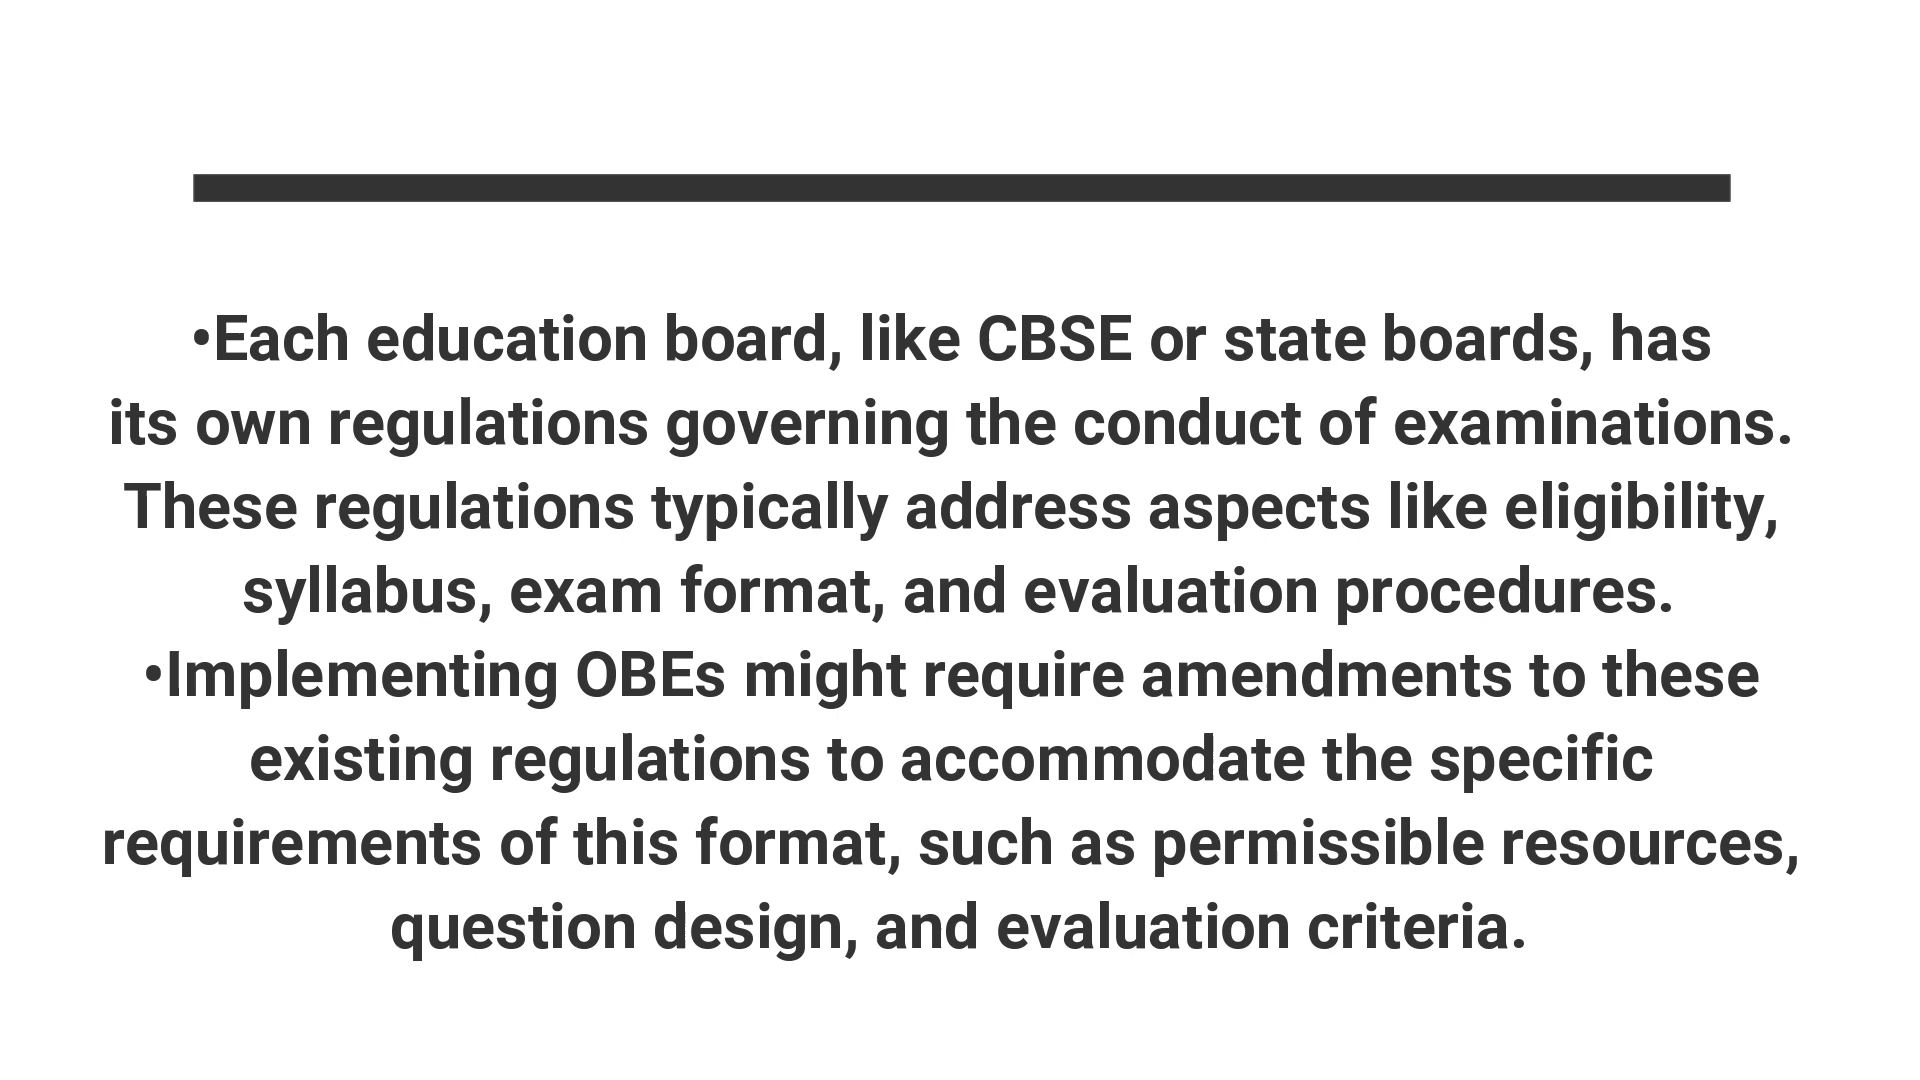 •Each education board, like CBSE or state boards, has
its own regulations governing the conduct of examinations.
These regulations typically address aspects like eligibility,
syllabus, exam format, and evaluation procedures.
•Implementing OBEs might require amendments to these
existing regulations to accommodate the specific
requirements of this format, such as permissible resources,
question design, and evaluation criteria.